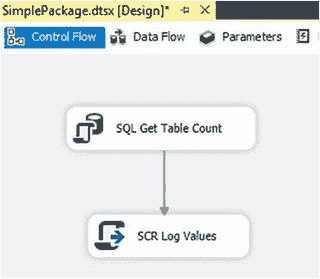 SimplePackage.dtsx [Design]*
Control Flow Data Flow Parameters
SQL Get Table Count
SCR Log Values